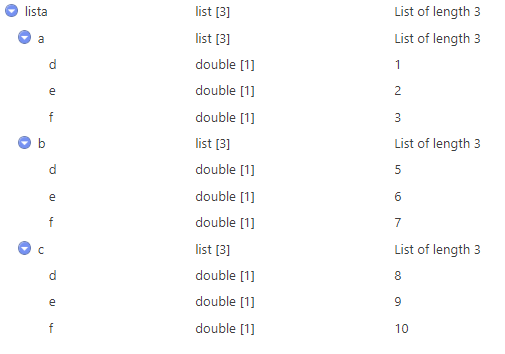 lista list [3] List of length 3
a list [3] List of length 3
d double [1] 1
e double [1] 2
f double [1] 3
b list [3] List of length 3
d double [1] 5
e double [1] 6
f double [1] 7
c list [3] List of length 3
d double [1] 8
e double [1] 9
f double [1] 10